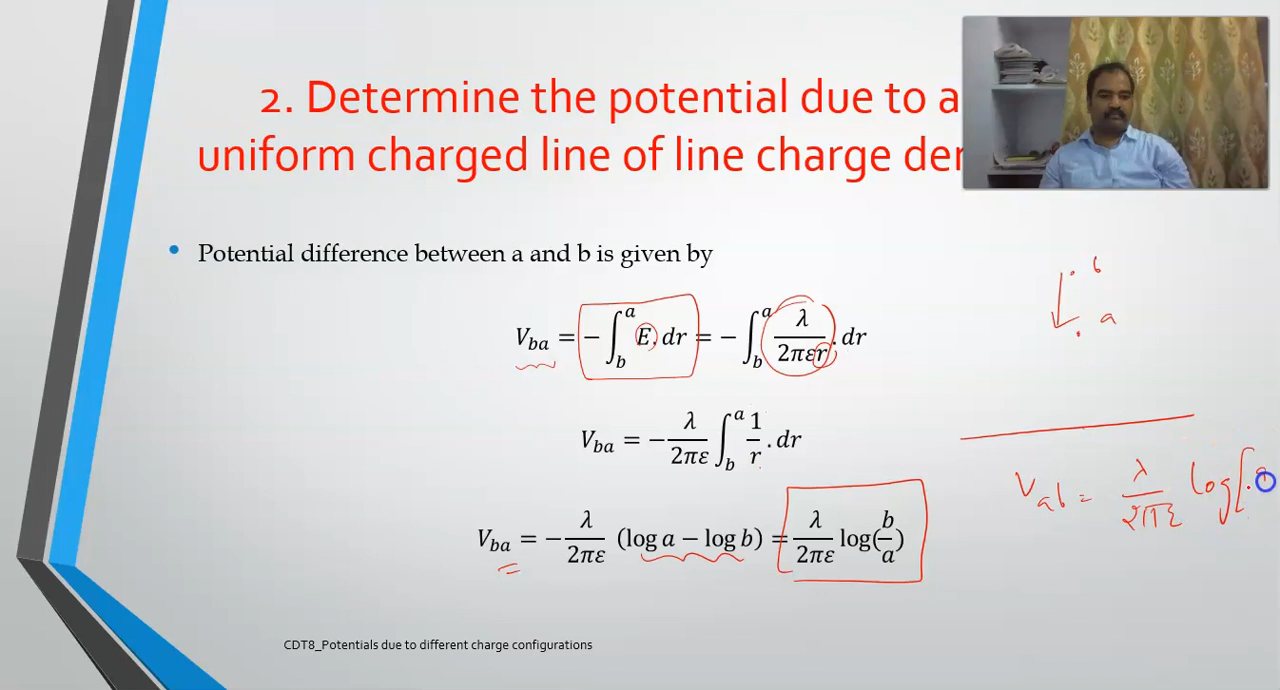 2. Determine the potential due to a
uniform charged line of line charge
• Potential difference between a and b is given by
V_ba = −∫_b^a E. dr = −∫_b^a λ/2πεr . dr
b
a
V_ba = −λ/2πε ∫_b^a 1/r . dr
V_ab = λ/2πε log
V_ba = −λ/2πε (log a − log b) = λ/2πε log(b/a)
CDT8_Potentials due to different charge configurations